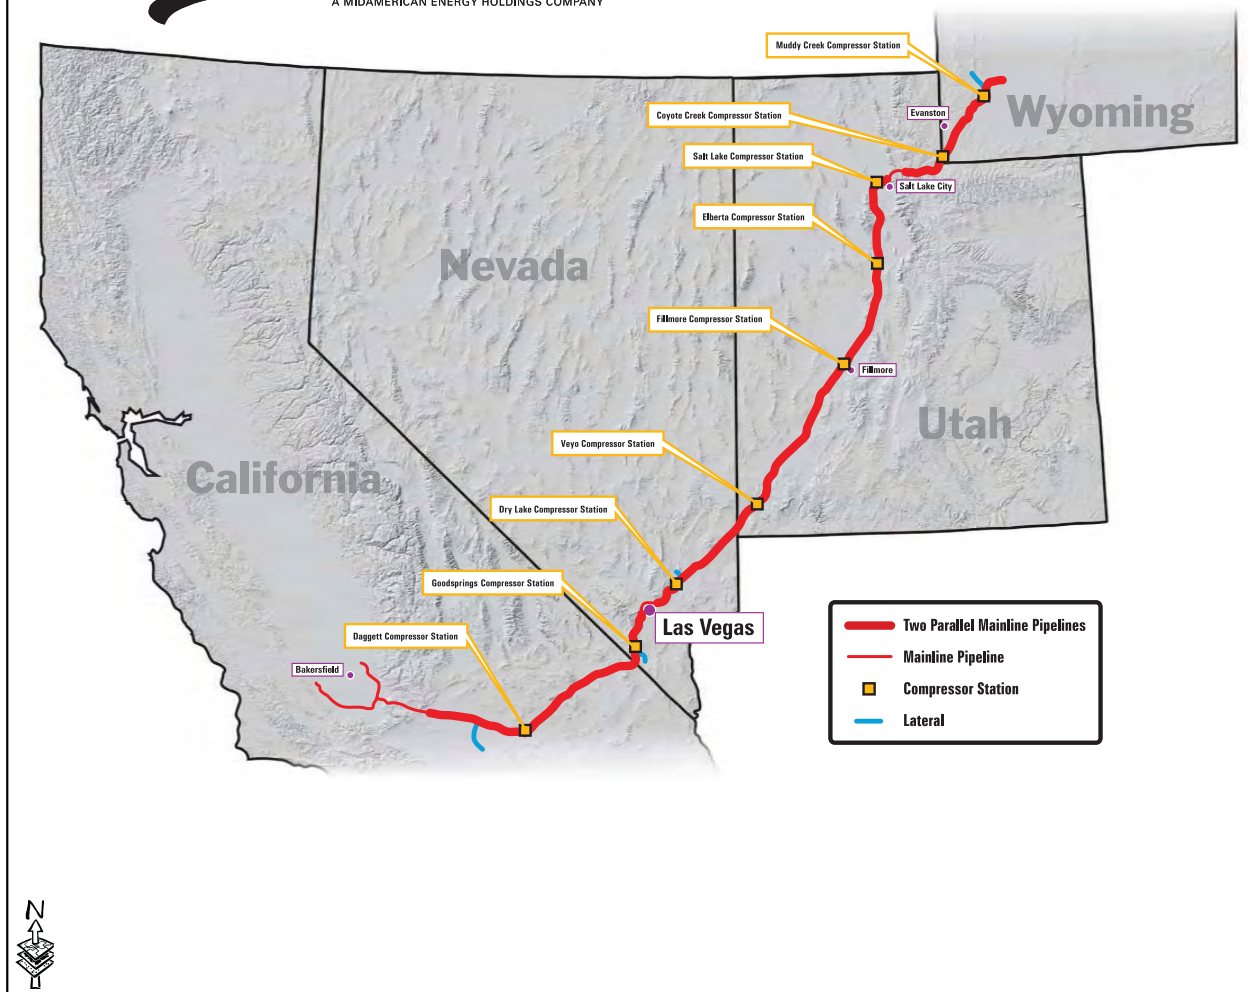 A MIDAMERICAN ENERGY HOLDINGS COMPANY
Muddy Creek Compressor Station
Wyoming
Coyote Creek Compressor Station
Evanston
Salt Lake Compressor Station
Salt Lake City
Elberta Compressor Station
Nevada
Fillmore Compressor Station
Fillmore
Utah
Veyo Compressor Station
California
Dry Lake Compressor Station
Goodsprings Compressor Station
Las Vegas
Daggett Compressor Station
Bakersfield
Two Parallel Mainline Pipelines
Mainline Pipeline
Compressor Station
Lateral
N